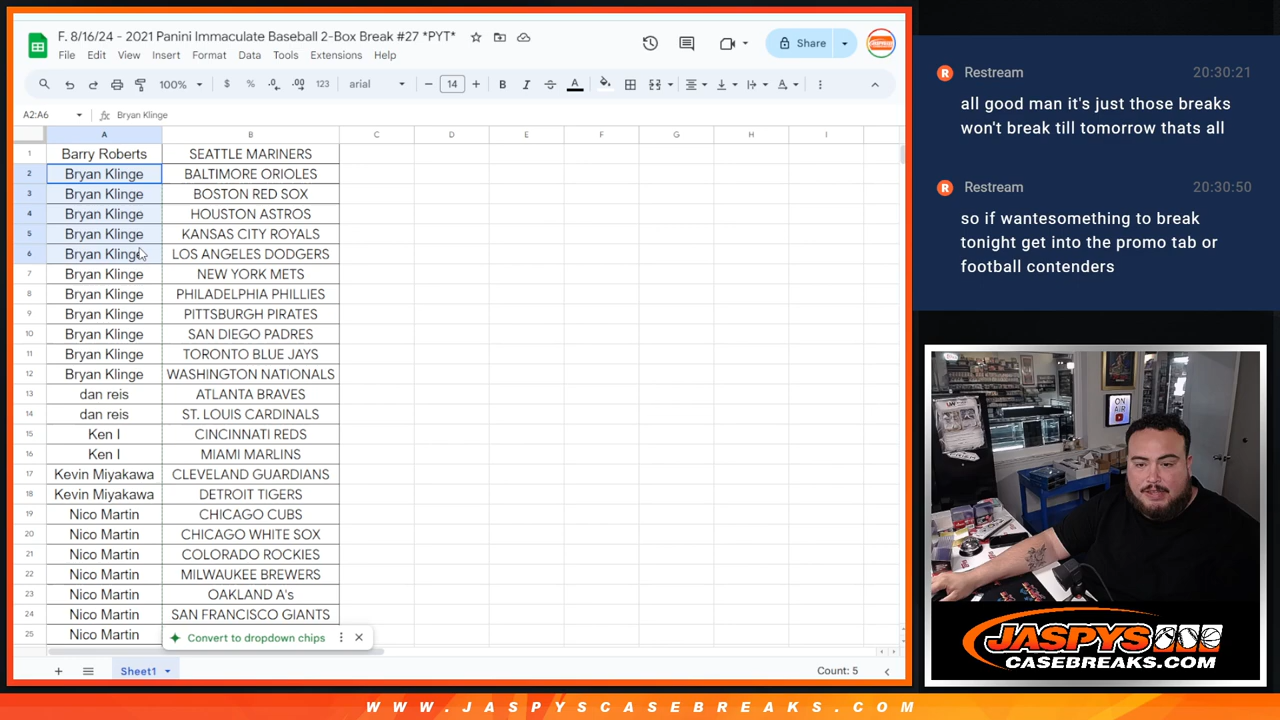 F. 8/16/24 - 2021 Panini Immaculate Baseball 2-Box Break #27 *PYT*
File Edit View Insert Format Data Tools Extensions Help
Share
100% $ % .0 .00 123 arial 14 B I A
A2:A6 fx Bryan Klinge
A B C D E F G H I
1 Barry Roberts SEATTLE MARINERS
2 Bryan Klinge BALTIMORE ORIOLES
3 Bryan Klinge BOSTON RED SOX
4 Bryan Klinge HOUSTON ASTROS
5 Bryan Klinge KANSAS CITY ROYALS
6 Bryan Klinge LOS ANGELES DODGERS
7 Bryan Klinge NEW YORK METS
8 Bryan Klinge PHILADELPHIA PHILLIES
9 Bryan Klinge PITTSBURGH PIRATES
10 Bryan Klinge SAN DIEGO PADRES
11 Bryan Klinge TORONTO BLUE JAYS
12 Bryan Klinge WASHINGTON NATIONALS
13 dan reis ATLANTA BRAVES
14 dan reis ST. LOUIS CARDINALS
15 Ken I CINCINNATI REDS
16 Ken I MIAMI MARLINS
17 Kevin Miyakawa CLEVELAND GUARDIANS
18 Kevin Miyakawa DETROIT TIGERS
19 Nico Martin CHICAGO CUBS
20 Nico Martin CHICAGO WHITE SOX
21 Nico Martin COLORADO ROCKIES
22 Nico Martin MILWAUKEE BREWERS
23 Nico Martin OAKLAND A's
24 Nico Martin SAN FRANCISCO GIANTS
25 Nico Martin
Convert to dropdown chips
Sheet1
Count: 5
R Restream 20:30:21
all good man it's just those breaks
won't break till tomorrow thats all
R Restream 20:30:50
so if wantesomething to break
tonight get into the promo tab or
football contenders
ON
AIR
JASPYS
CASEBREAKS.COM
WWW.JASPYSCASEBREAKS.COM